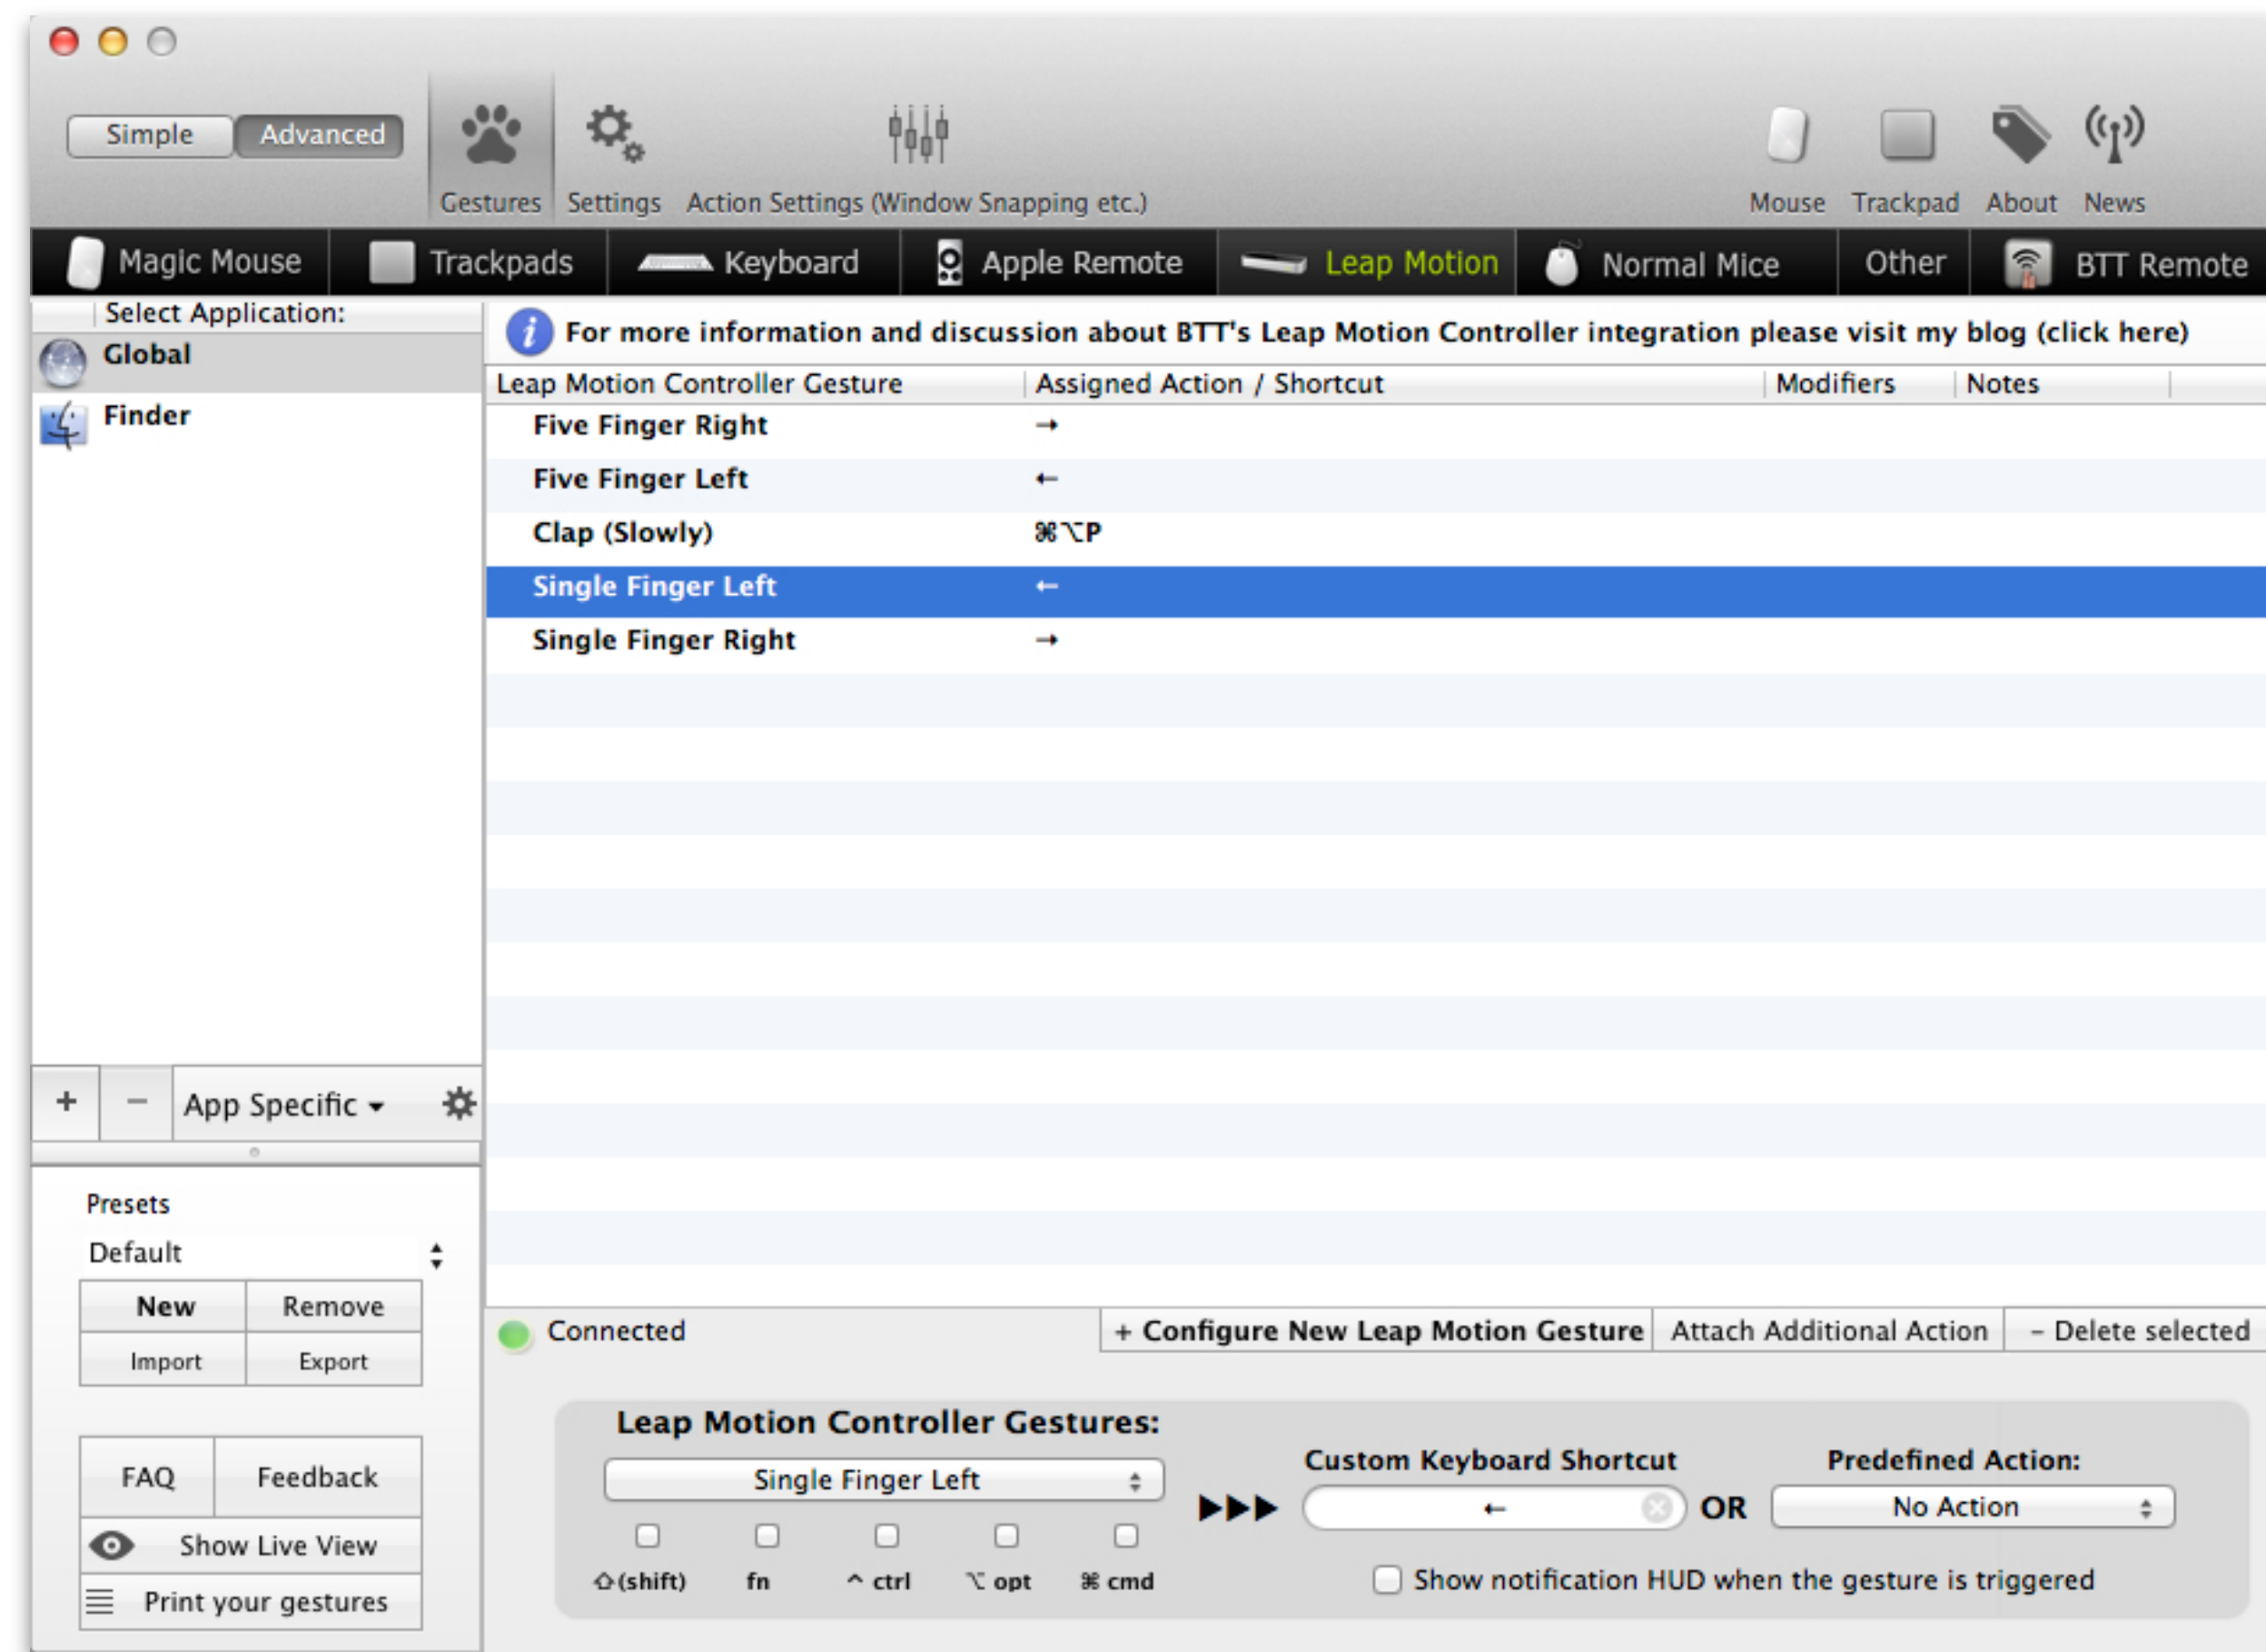 Simple Advanced
Gestures Settings Action Settings (Window Snapping etc.) Mouse Trackpad About News
Magic Mouse Trackpads Keyboard Apple Remote Leap Motion Normal Mice Other BTT Remote
Select Application:
Global
Finder
For more information and discussion about BTT's Leap Motion Controller integration please visit my blog (click here)
Leap Motion Controller Gesture Assigned Action / Shortcut Modifiers Notes
Five Finger Right →
Five Finger Left ←
Clap (Slowly) ⌘⌥P
Single Finger Left ←
Single Finger Right →
+ − App Specific
Presets
Default
New Remove
Import Export
FAQ Feedback
Show Live View
Print your gestures
Connected + Configure New Leap Motion Gesture Attach Additional Action – Delete selected
Leap Motion Controller Gestures:
Single Finger Left
⇧(shift) fn ^ ctrl ⌥ opt ⌘ cmd
Custom Keyboard Shortcut Predefined Action:
← OR No Action
Show notification HUD when the gesture is triggered